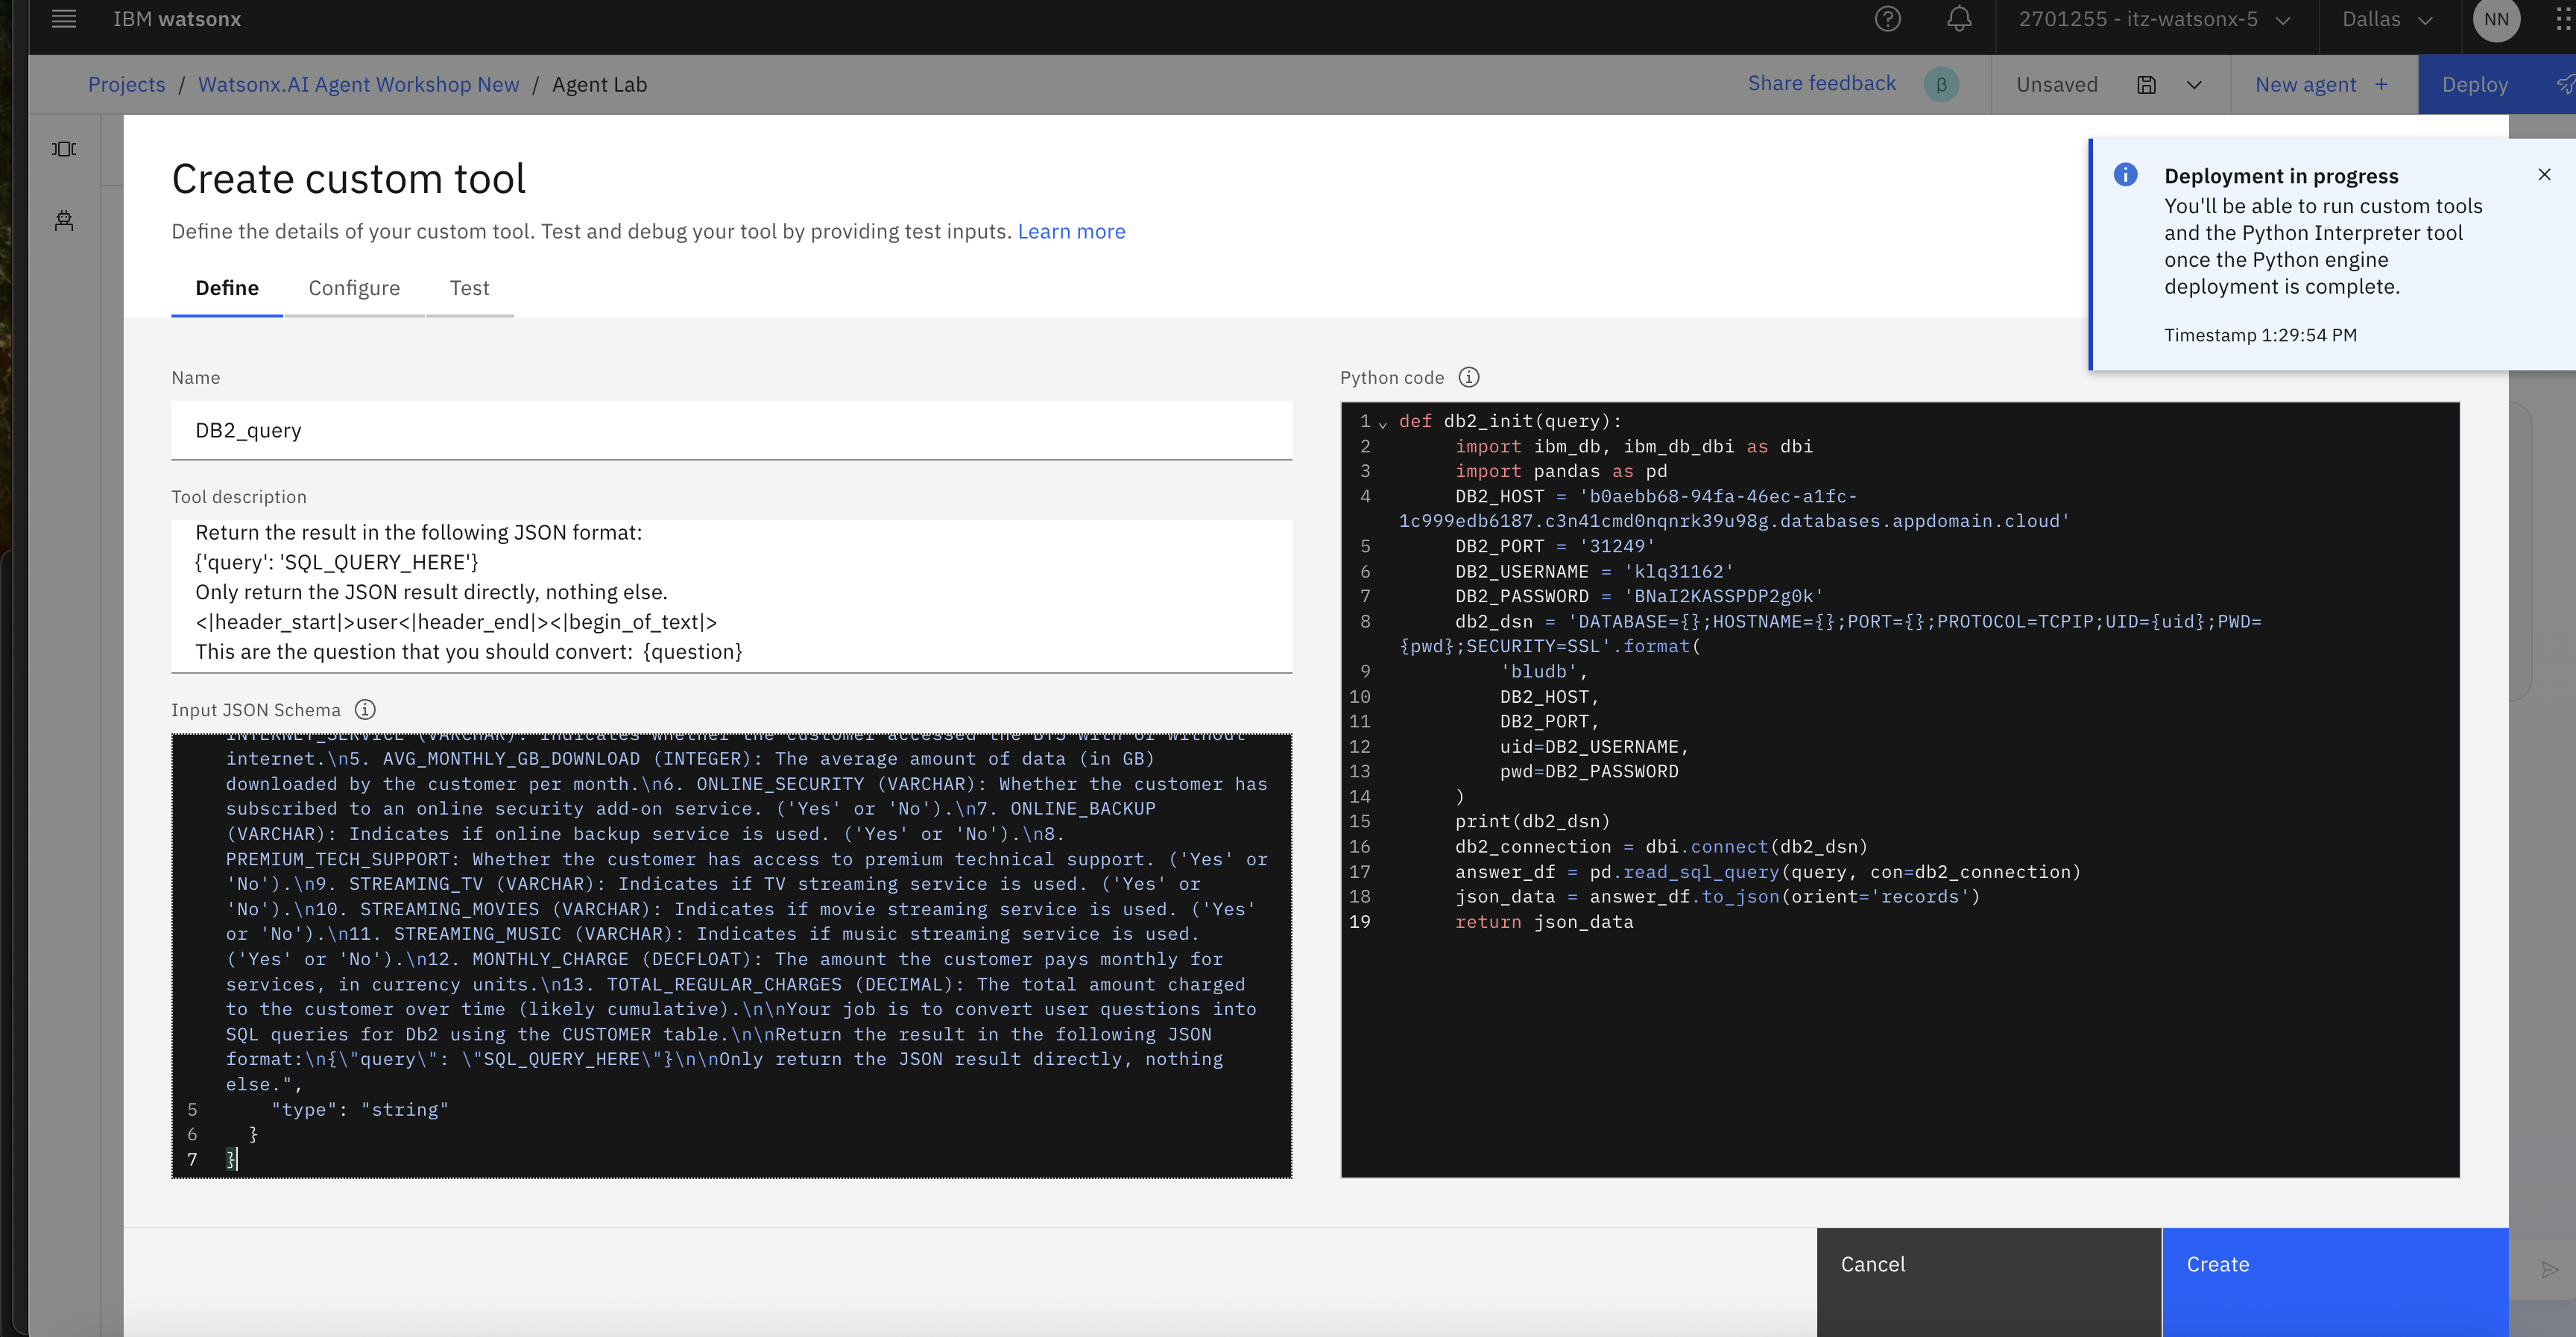 IBM watsonx
2701255 - itz-watsonx-5
Dallas
NN
Projects / Watsonx.AI Agent Workshop New / Agent Lab
Share feedback
β
Unsaved
New agent +
Deploy
Create custom tool
Define the details of your custom tool. Test and debug your tool by providing test inputs. Learn more
Define
Configure
Test
Deployment in progress
You'll be able to run custom tools
and the Python Interpreter tool
once the Python engine
deployment is complete.
Timestamp 1:29:54 PM
Name
DB2_query
Tool description
Return the result in the following JSON format:
{'query': 'SQL_QUERY_HERE'}
Only return the JSON result directly, nothing else.
<|header_start|>user<|header_end|><|begin_of_text|>
This are the question that you should convert: {question}
Input JSON Schema
INTERNET_SERVICE (VARCHAR): Indicates whether the customer accessed the DTS with or without
internet.\n5. AVG_MONTHLY_GB_DOWNLOAD (INTEGER): The average amount of data (in GB)
downloaded by the customer per month.\n6. ONLINE_SECURITY (VARCHAR): Whether the customer has
subscribed to an online security add-on service. ('Yes' or 'No').\n7. ONLINE_BACKUP
(VARCHAR): Indicates if online backup service is used. ('Yes' or 'No').\n8.
PREMIUM_TECH_SUPPORT: Whether the customer has access to premium technical support. ('Yes' or
'No').\n9. STREAMING_TV (VARCHAR): Indicates if TV streaming service is used. ('Yes' or
'No').\n10. STREAMING_MOVIES (VARCHAR): Indicates if movie streaming service is used. ('Yes'
or 'No').\n11. STREAMING_MUSIC (VARCHAR): Indicates if music streaming service is used.
('Yes' or 'No').\n12. MONTHLY_CHARGE (DECFLOAT): The amount the customer pays monthly for
services, in currency units.\n13. TOTAL_REGULAR_CHARGES (DECIMAL): The total amount charged
to the customer over time (likely cumulative).\n\nYour job is to convert user questions into
SQL queries for Db2 using the CUSTOMER table.\n\nReturn the result in the following JSON
format:\n{\"query\": \"SQL_QUERY_HERE\"}\n\nOnly return the JSON result directly, nothing
else.",
5 "type": "string"
6 }
7 }
Python code
1 def db2_init(query):
2 import ibm_db, ibm_db_dbi as dbi
3 import pandas as pd
4 DB2_HOST = 'b0aebb68-94fa-46ec-a1fc-
1c999edb6187.c3n41cmd0nqnrk39u98g.databases.appdomain.cloud'
5 DB2_PORT = '31249'
6 DB2_USERNAME = 'klq31162'
7 DB2_PASSWORD = 'BNaI2KASSPDP2g0k'
8 db2_dsn = 'DATABASE={};HOSTNAME={};PORT={};PROTOCOL=TCPIP;UID={uid};PWD=
{pwd};SECURITY=SSL'.format(
9 'bludb',
10 DB2_HOST,
11 DB2_PORT,
12 uid=DB2_USERNAME,
13 pwd=DB2_PASSWORD
14 )
15 print(db2_dsn)
16 db2_connection = dbi.connect(db2_dsn)
17 answer_df = pd.read_sql_query(query, con=db2_connection)
18 json_data = answer_df.to_json(orient='records')
19 return json_data
Cancel
Create